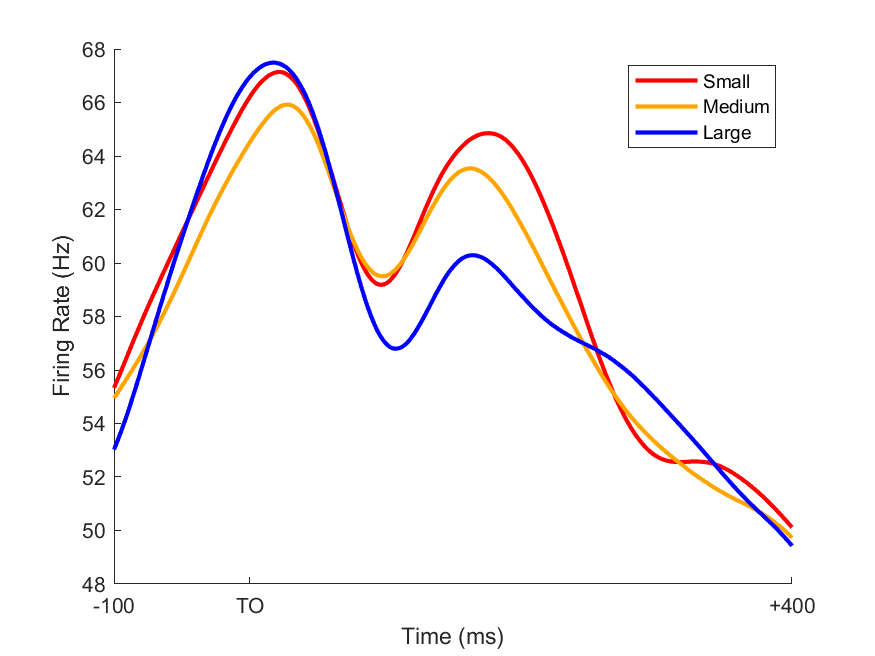 68
66
64
62
60
58
56
54
52
50
48
Firing Rate (Hz)
-100 TO +400
Time (ms)
Small
Medium
Large